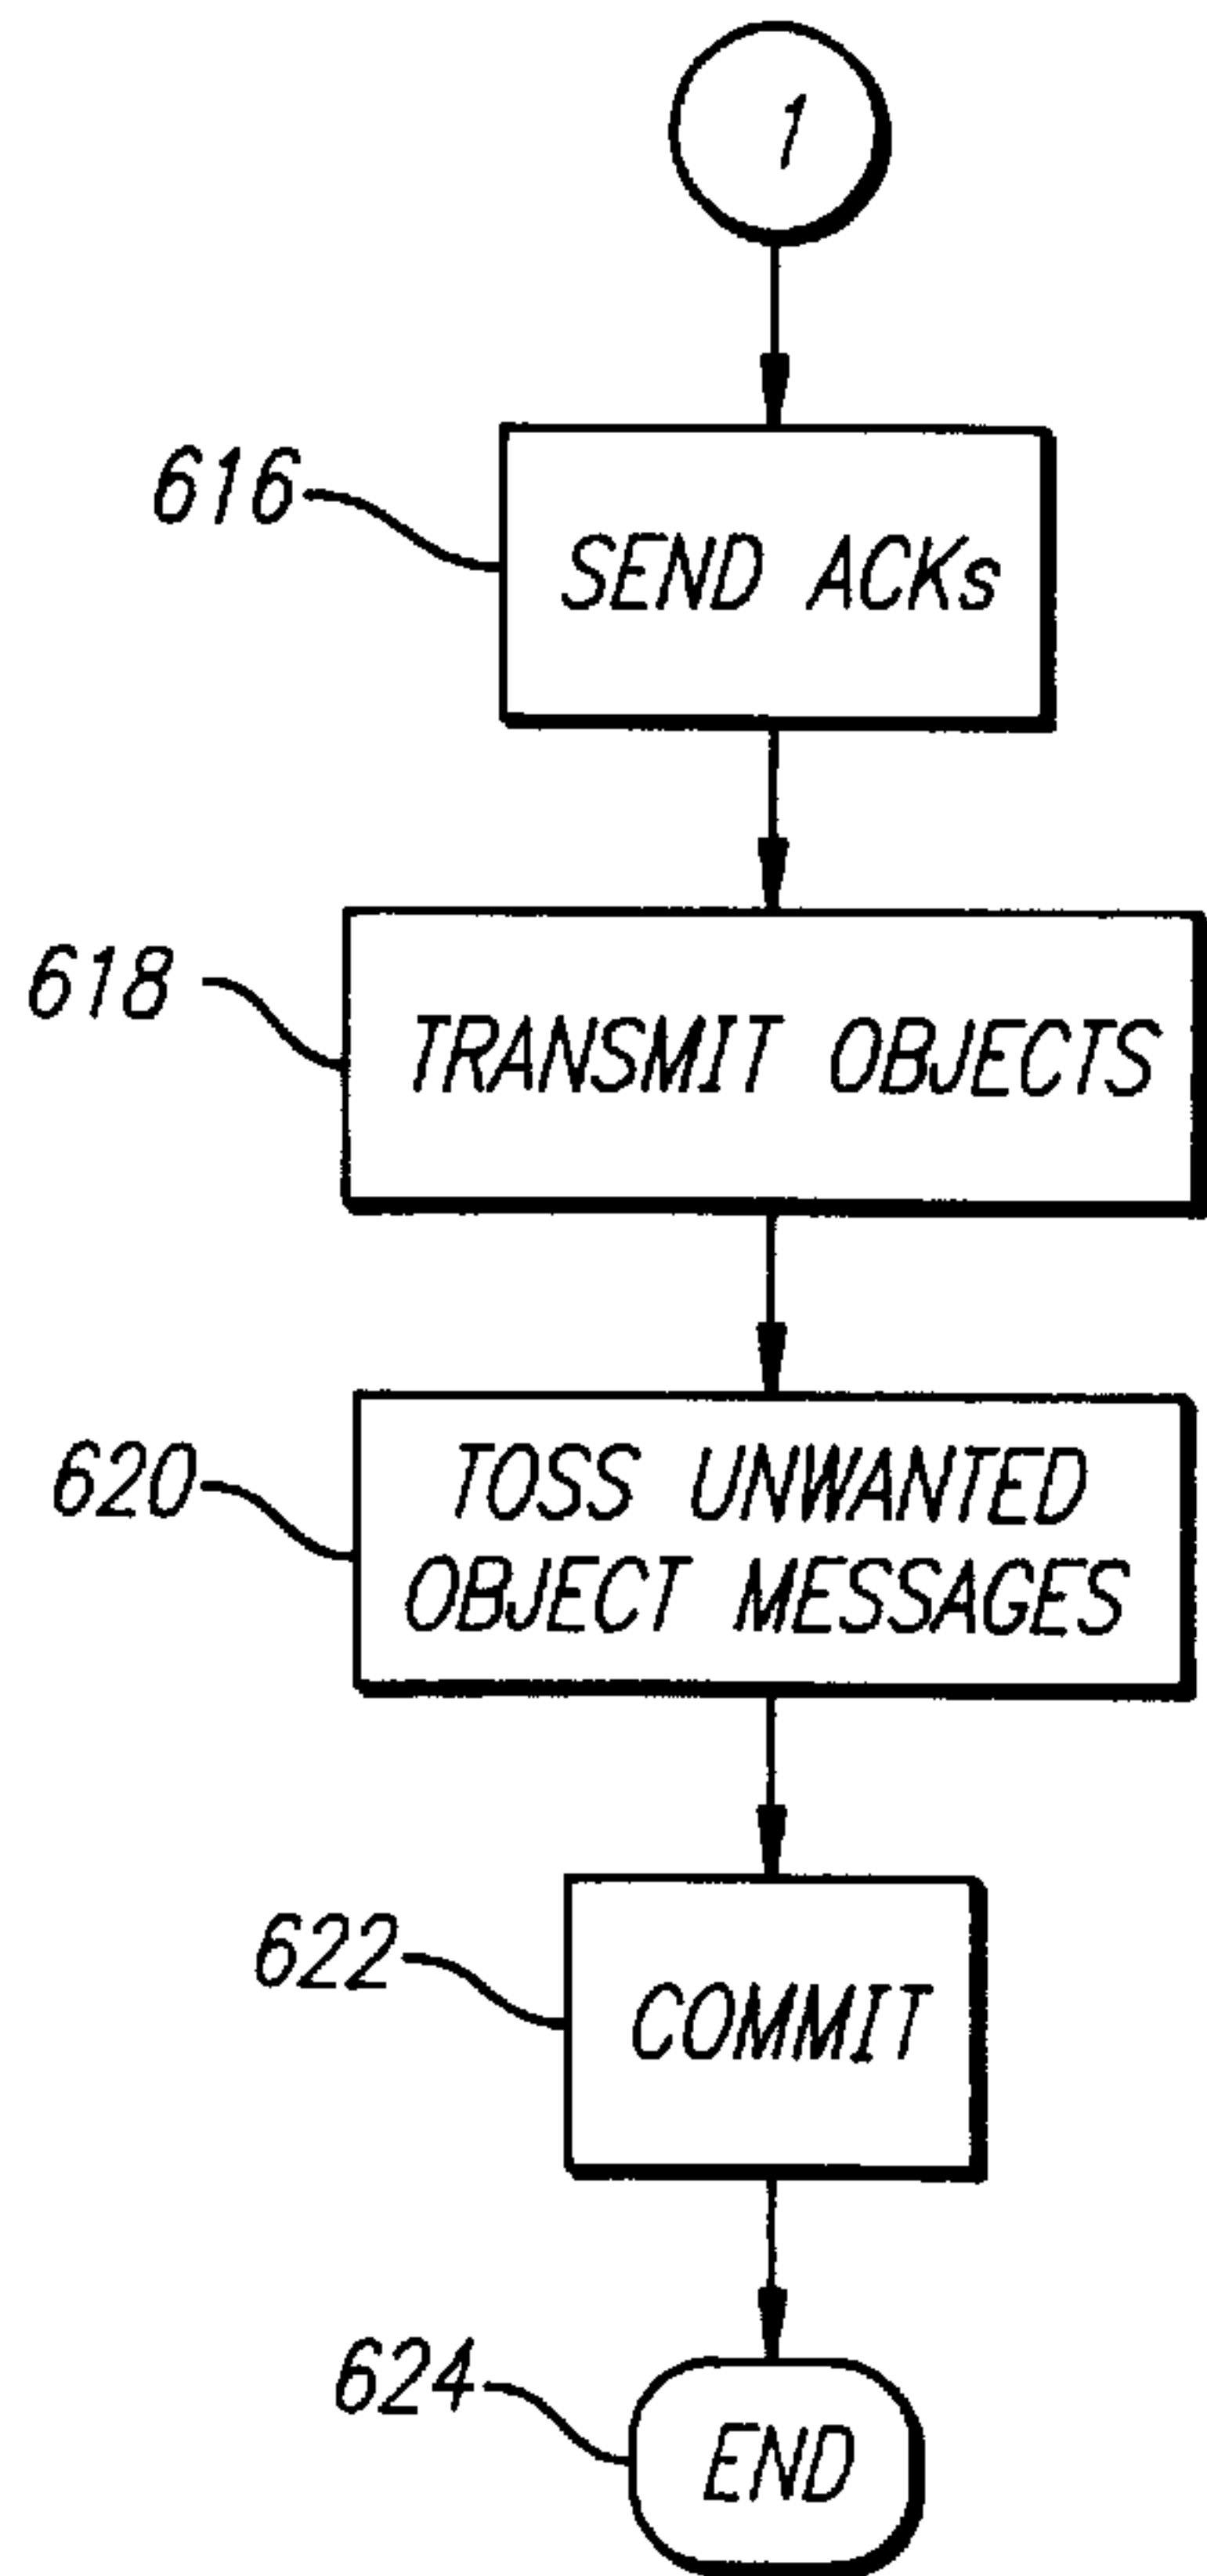 1
616
SEND ACKs
618
TRANSMIT OBJECTS
620
TOSS UNWANTED
OBJECT MESSAGES
622
COMMIT
624
END